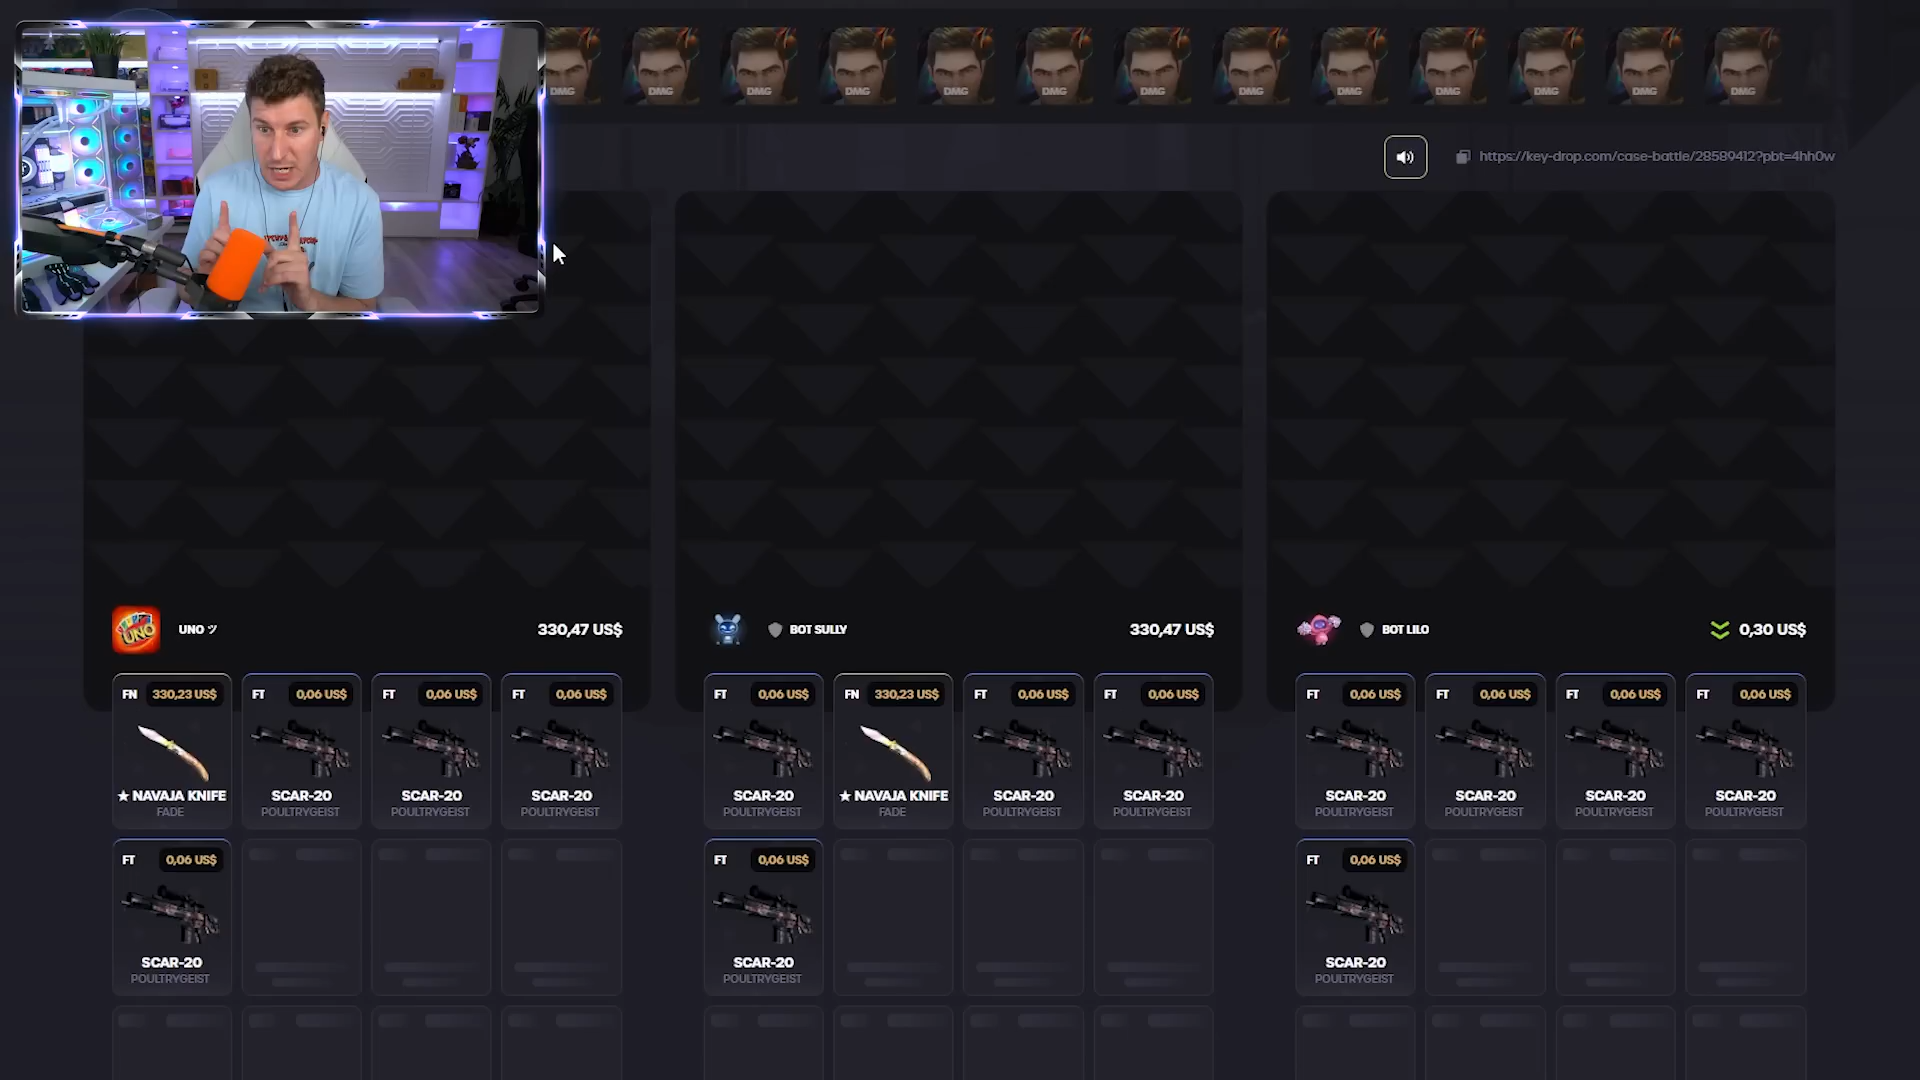 DMG DMG DMG DMG DMG DMG DMG DMG DMG DMG DMG DMG DMG
https://key-drop.com/case-battle/28589412?pbt=4hh0w
UNO
UNO ツ 330,47 US$
BOT SULLY 330,47 US$
BOT LILO 0,30 US$
FN 330,23 US$
★ NAVAJA KNIFE
FADE
FT 0,06 US$
SCAR-20
POULTRYGEIST
FT 0,06 US$
SCAR-20
POULTRYGEIST
FT 0,06 US$
SCAR-20
POULTRYGEIST
FT 0,06 US$
SCAR-20
POULTRYGEIST
FT 0,06 US$
SCAR-20
POULTRYGEIST
FN 330,23 US$
★ NAVAJA KNIFE
FADE
FT 0,06 US$
SCAR-20
POULTRYGEIST
FT 0,06 US$
SCAR-20
POULTRYGEIST
FT 0,06 US$
SCAR-20
POULTRYGEIST
FT 0,06 US$
SCAR-20
POULTRYGEIST
FT 0,06 US$
SCAR-20
POULTRYGEIST
FT 0,06 US$
SCAR-20
POULTRYGEIST
FT 0,06 US$
SCAR-20
POULTRYGEIST
FT 0,06 US$
SCAR-20
POULTRYGEIST